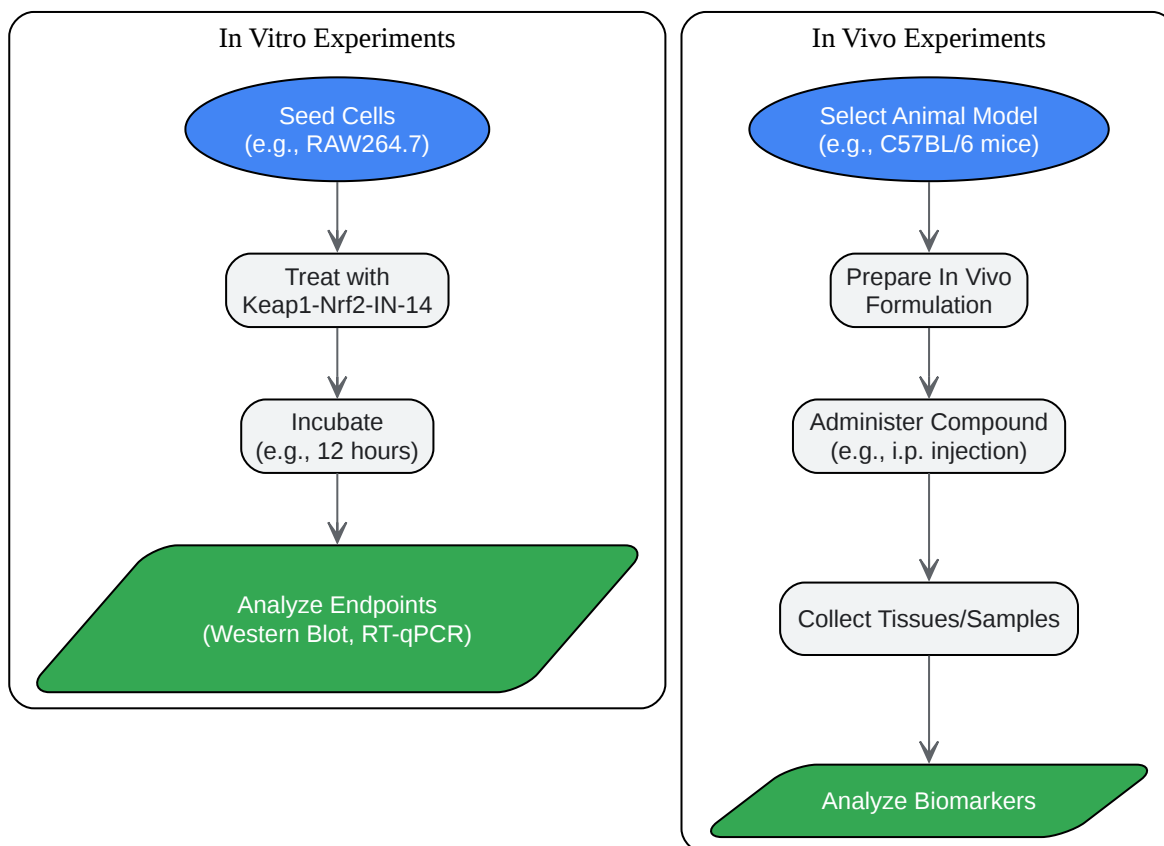 In Vitro Experiments
Seed Cells
(e.g., RAW264.7)
Treat with
Keap1-Nrf2-IN-14
Incubate
(e.g., 12 hours)
Analyze Endpoints
(Western Blot, RT-qPCR)
In Vivo Experiments
Select Animal Model
(e.g., C57BL/6 mice)
Prepare In Vivo
Formulation
Administer Compound
(e.g., i.p. injection)
Collect Tissues/Samples
Analyze Biomarkers